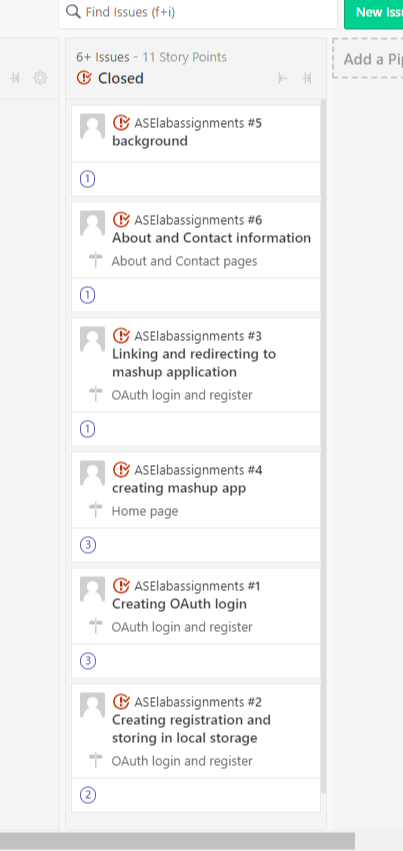 Find Issues (f+i)
New Iss
6+ Issues - 11 Story Points
Closed
Add a Pi
ASElabassignments #5
background
1
ASElabassignments #6
About and Contact information
About and Contact pages
1
ASElabassignments #3
Linking and redirecting to
mashup application
OAuth login and register
1
ASElabassignments #4
creating mashup app
Home page
3
ASElabassignments #1
Creating OAuth login
OAuth login and register
3
ASElabassignments #2
Creating registration and
storing in local storage
OAuth login and register
2